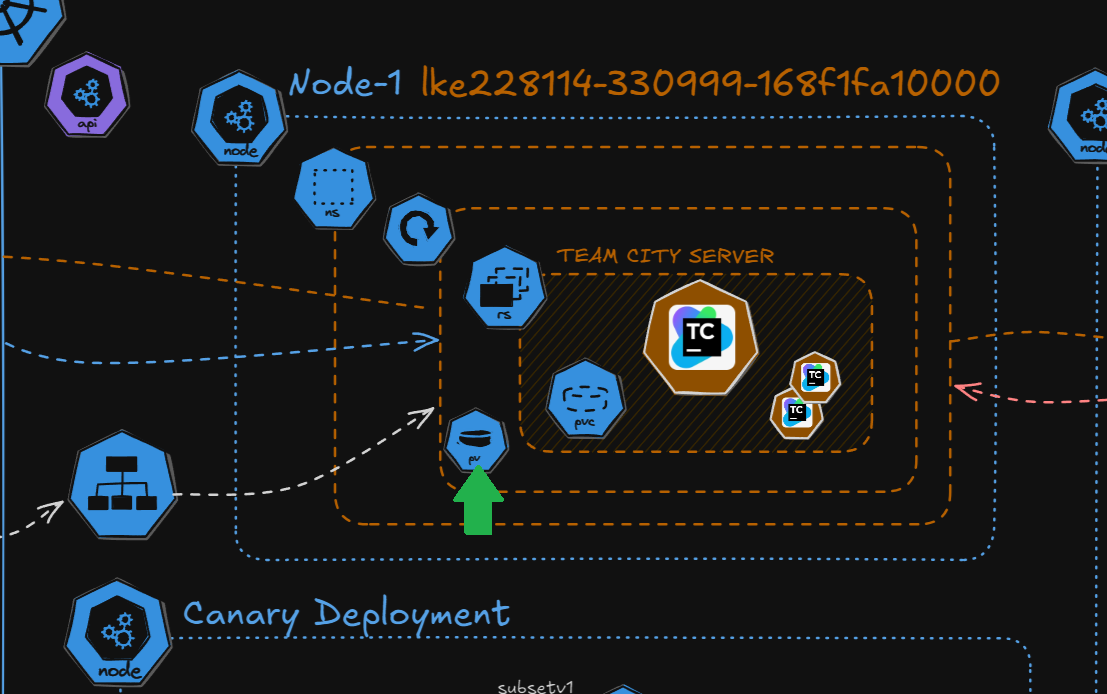 api
node
Node-1 lke228114-330999-168f1fa10000
node
ns
TEAM CITY SERVER
rs
TC
pvc
TC
TC
pv
Canary Deployment
node
subsetv1